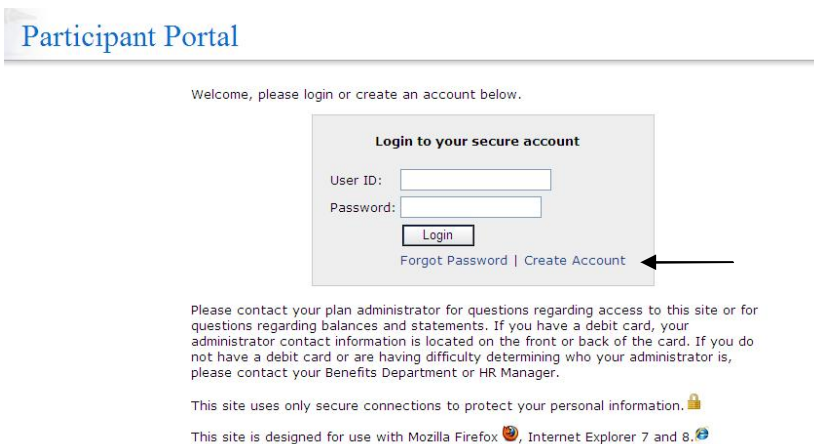 Participant Portal
Welcome, please login or create an account below.
Login to your secure account
User ID:
Password:
Login
Forgot Password | Create Account
Please contact your plan administrator for questions regarding access to this site or for
questions regarding balances and statements. If you have a debit card, your
administrator contact information is located on the front or back of the card. If you do
not have a debit card or are having difficulty determining who your administrator is,
please contact your Benefits Department or HR Manager.
This site uses only secure connections to protect your personal information.
This site is designed for use with Mozilla Firefox , Internet Explorer 7 and 8.